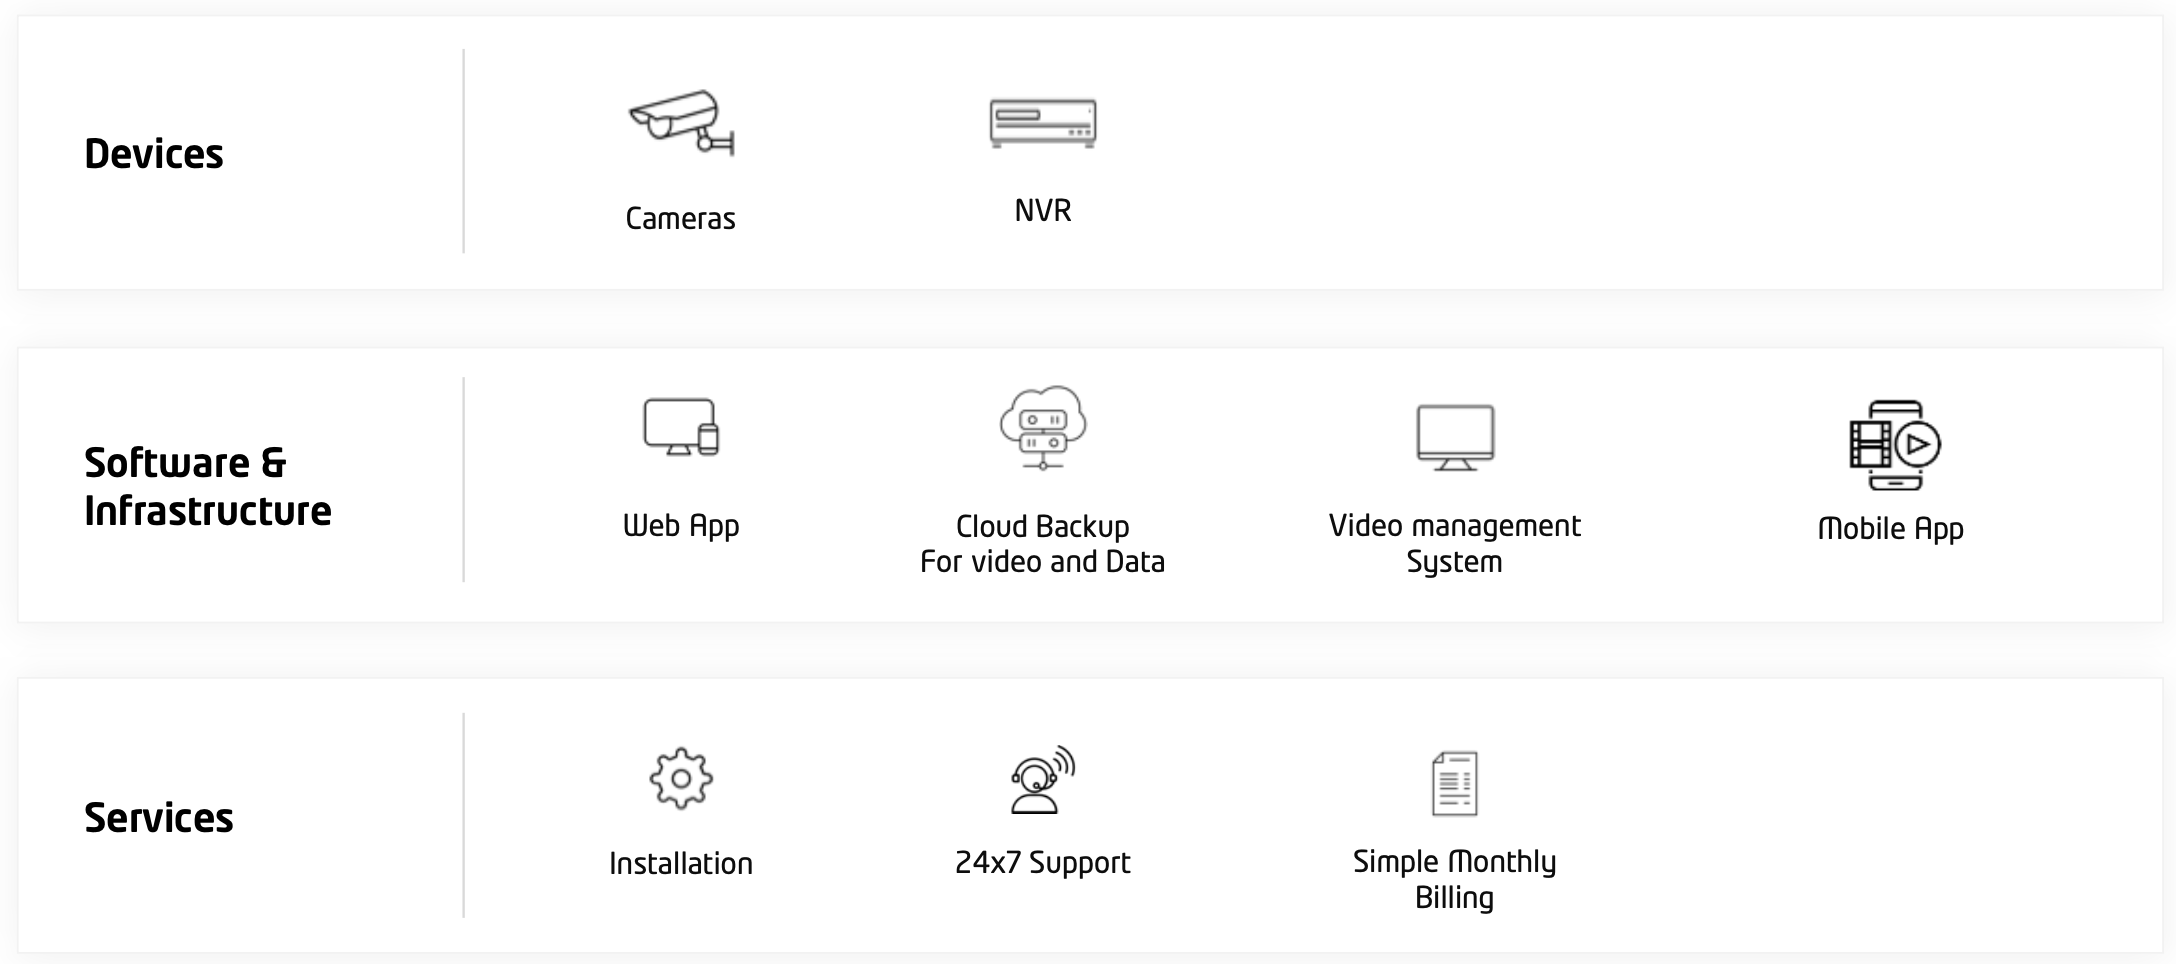 Devices
Cameras
NVR
Software &
Infrastructure
Web App
Cloud Backup
For video and Data
Video management
System
Mobile App
Services
Installation
24x7 Support
Simple Monthly
Billing